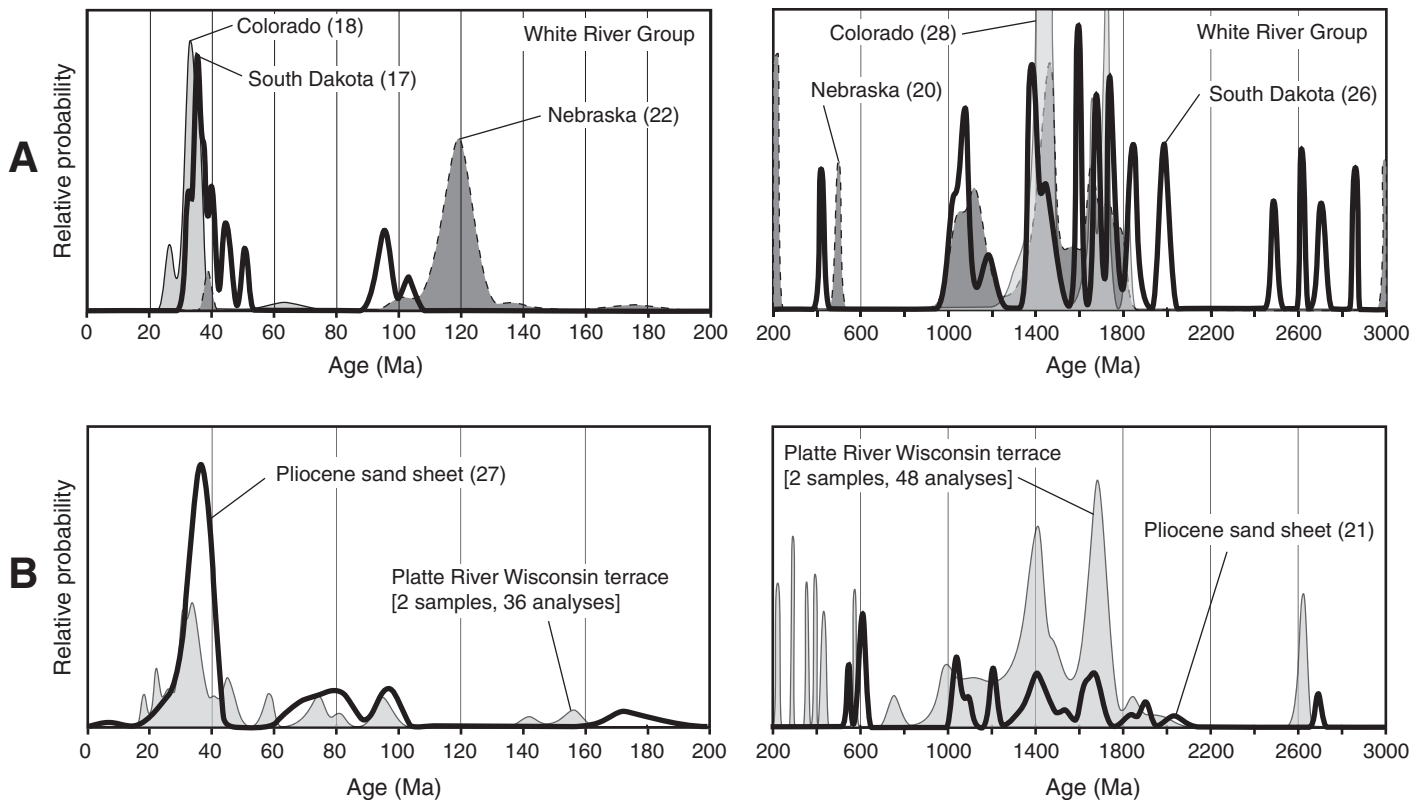 A
Relative probability
Colorado (18)
South Dakota (17)
White River Group
Nebraska (22)
0 20 40 60 80 100 120 140 160 180 200
Age (Ma)
Colorado (28)
White River Group
Nebraska (20)
South Dakota (26)
200 600 1000 1400 1800 2200 2600 3000
Age (Ma)
B
Relative probability
Pliocene sand sheet (27)
Platte River Wisconsin terrace
[2 samples, 36 analyses]
0 20 40 60 80 100 120 140 160 180 200
Age (Ma)
Platte River Wisconsin terrace
[2 samples, 48 analyses]
Pliocene sand sheet (21)
200 600 1000 1400 1800 2200 2600 3000
Age (Ma)